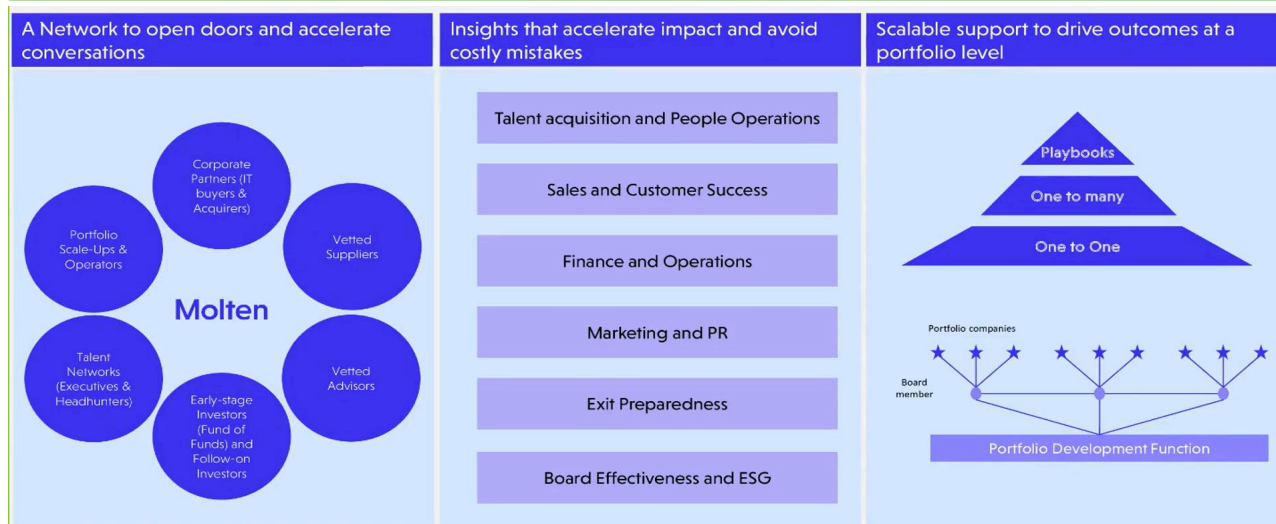 A Network to open doors and accelerate
conversations
Corporate
Partners (IT
buyers &
Acquirers)
Portfolio
Scale-Ups &
Operators
Vetted
Suppliers
Molten
Talent
Networks
(Executives &
Headhunters)
Vetted
Advisors
Early-stage
Investors
(Fund of
Funds) and
Follow-on
Investors
Insights that accelerate impact and avoid
costly mistakes
Talent acquisition and People Operations
Sales and Customer Success
Finance and Operations
Marketing and PR
Exit Preparedness
Board Effectiveness and ESG
Scalable support to drive outcomes at a
portfolio level
Playbooks
One to many
One to One
Portfolio companies
Board
member
Portfolio Development Function